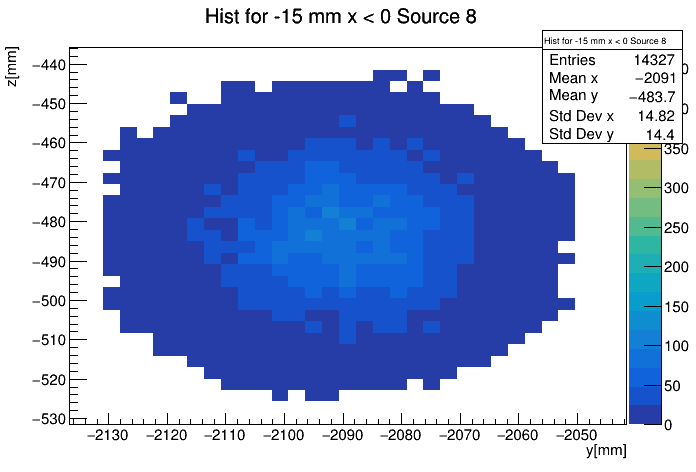 Hist for -15 mm x < 0 Source 8
z[mm]
Hist for -15 mm x < 0 Source 8
Entries 14327
Mean x −2091
Mean y −483.7
Std Dev x 14.82
Std Dev y 14.4
−440
−450
−460
−470
−480
−490
−500
−510
−520
−530
−2130 −2120 −2110 −2100 −2090 −2080 −2070 −2060 −2050
y[mm]
350
300
250
200
150
100
50
0